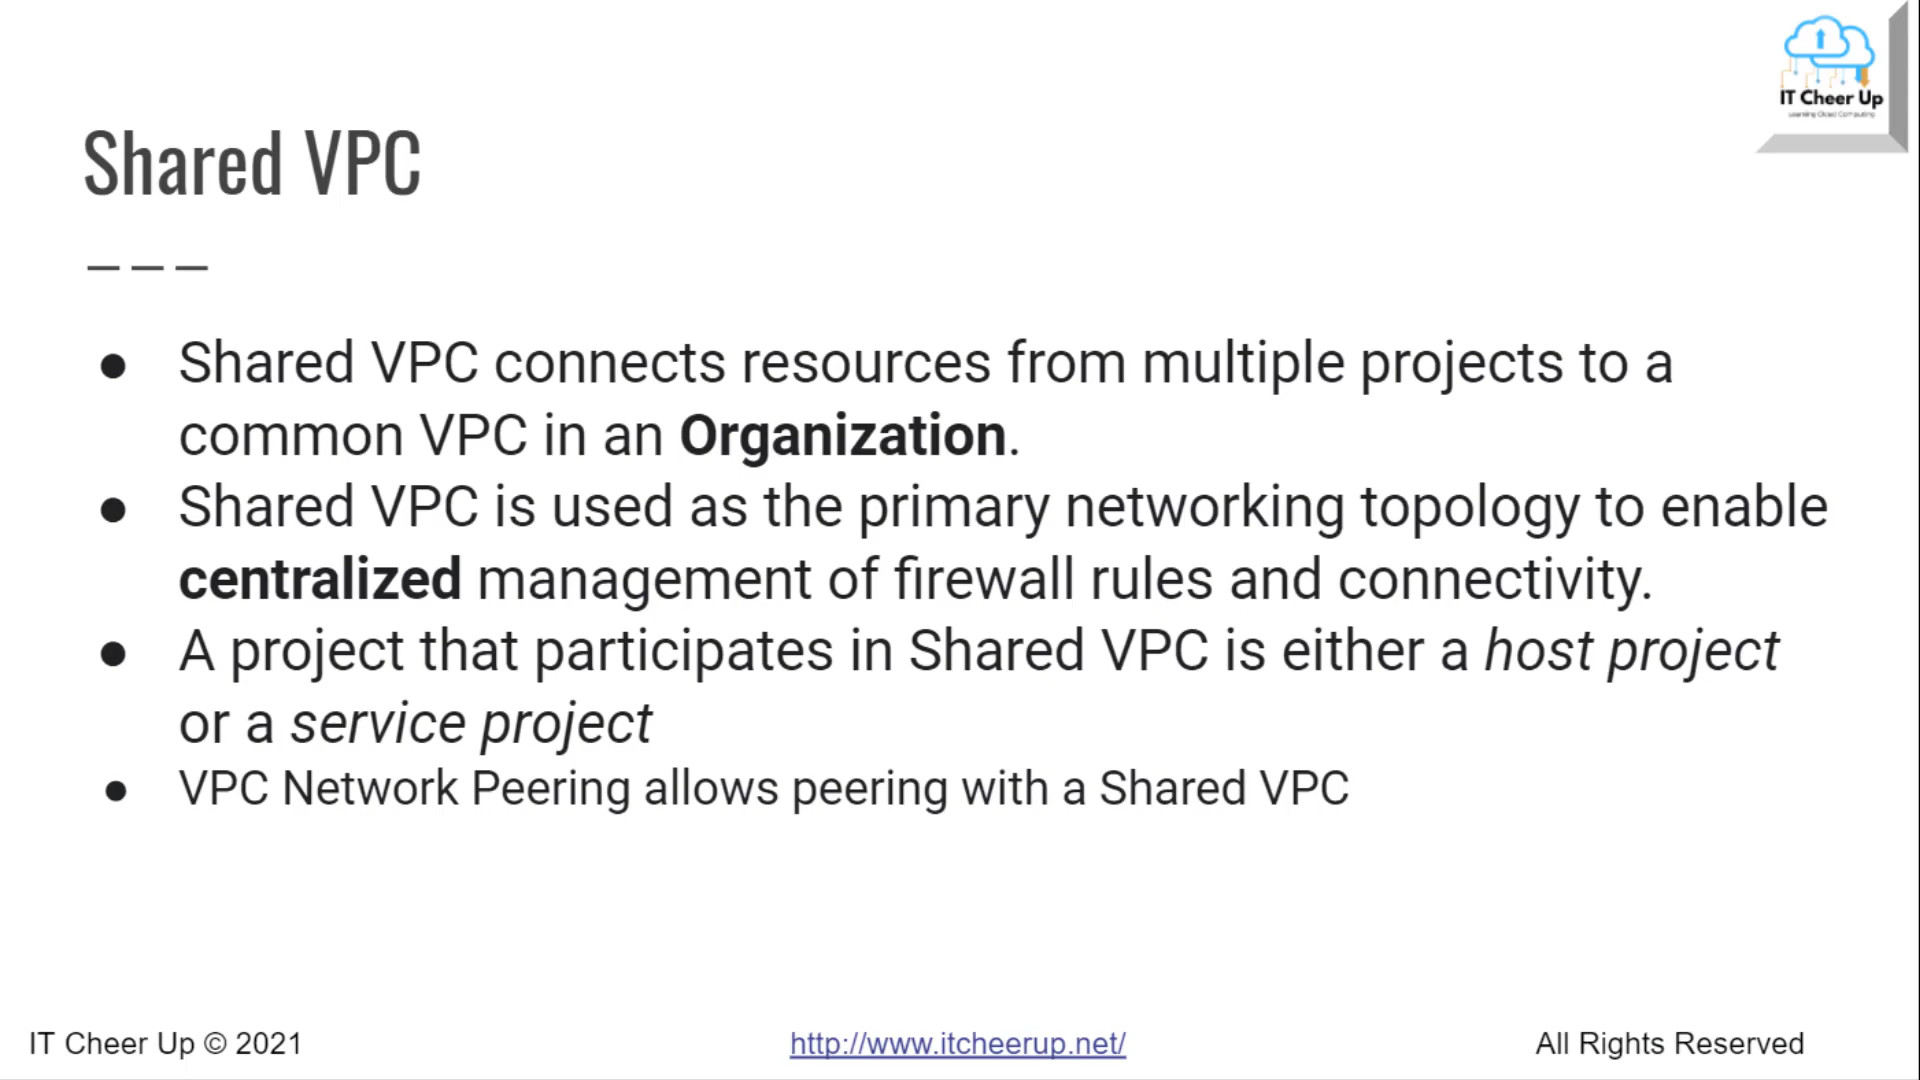 IT Cheer Up
Learning Cloud Computing
Shared VPC
● Shared VPC connects resources from multiple projects to a
common VPC in an Organization.
● Shared VPC is used as the primary networking topology to enable
centralized management of firewall rules and connectivity.
● A project that participates in Shared VPC is either a host project
or a service project
● VPC Network Peering allows peering with a Shared VPC
IT Cheer Up © 2021
http://www.itcheerup.net/
All Rights Reserved